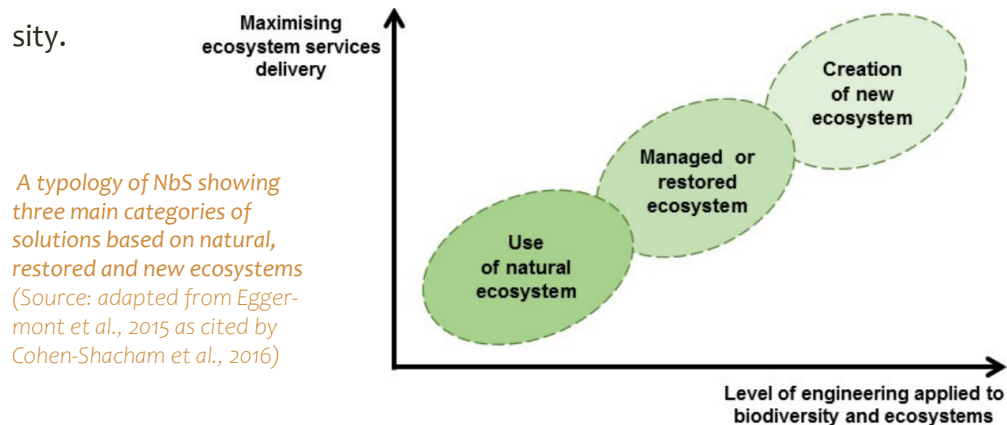 sity.
A typology of NbS showing
three main categories of
solutions based on natural,
restored and new ecosystems
(Source: adapted from Egger-
mont et al., 2015 as cited by
Cohen-Shacham et al., 2016)
Maximising
ecosystem services
delivery
Creation
of new
ecosystem
Managed or
restored
ecosystem
Use
of natural
ecosystem
Level of engineering applied to
biodiversity and ecosystems